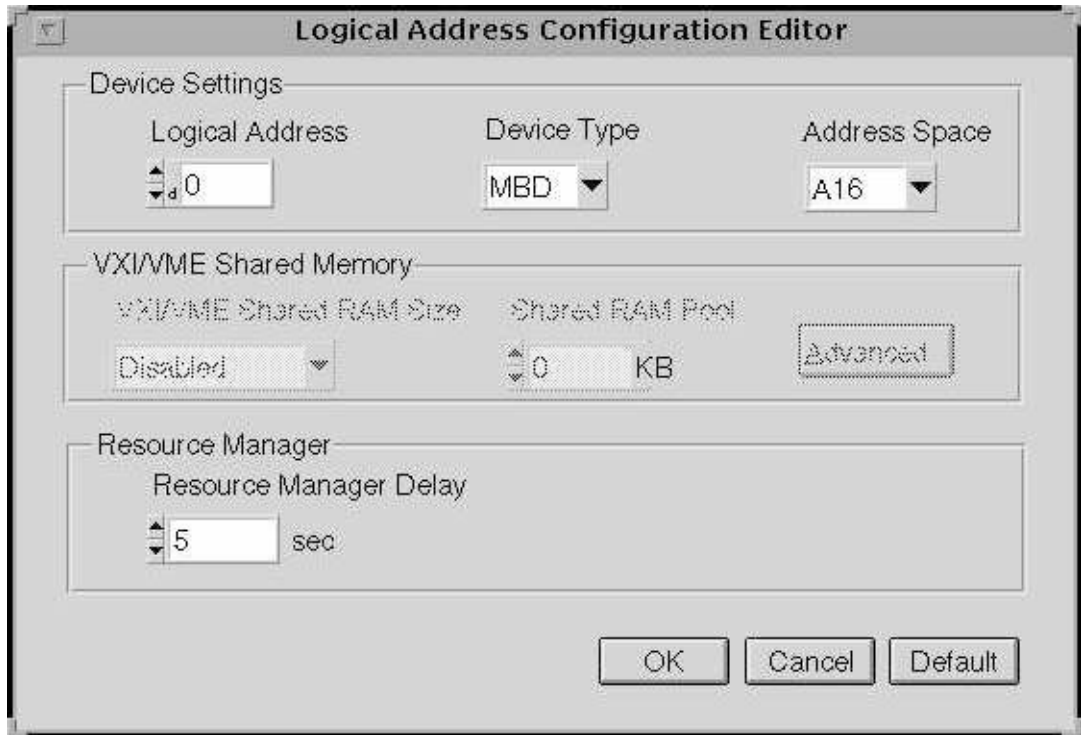 Logical Address Configuration Editor
Device Settings
Logical Address
Device Type
Address Space
d 0
MBD
A16
VXI/VME Shared Memory
VXI/VME Shared RAM Size
Shared RAM Pool
Disabled
0 KB
Advanced
Resource Manager
Resource Manager Delay
5 sec
OK
Cancel
Default